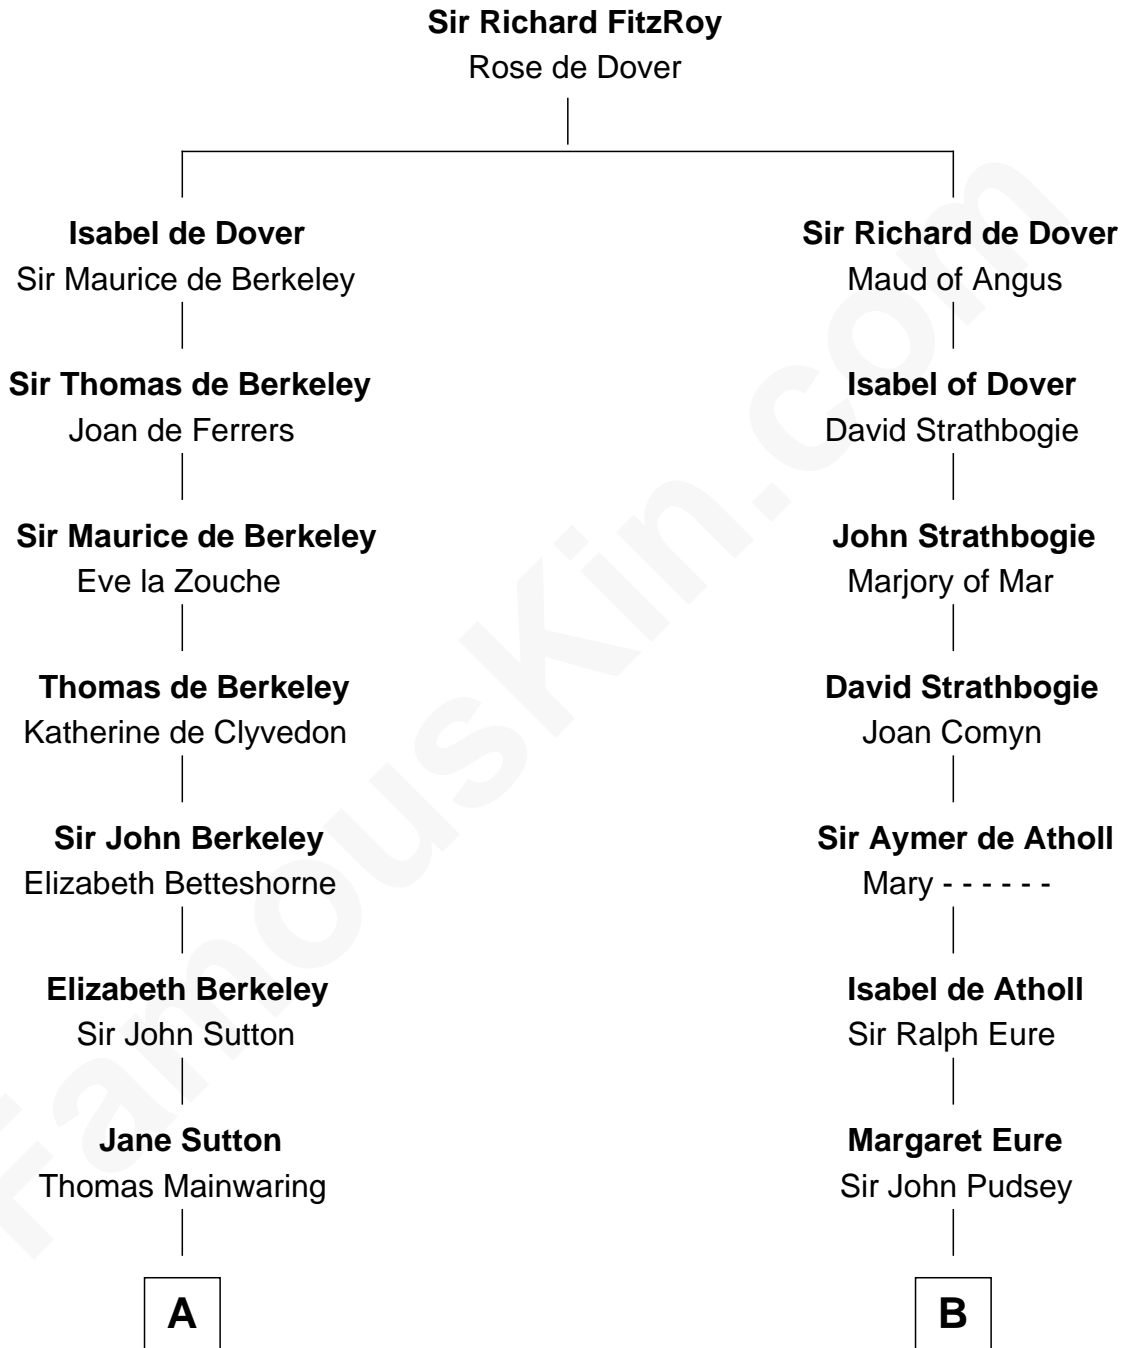 Sir Richard FitzRoy
Rose de Dover
Isabel de Dover
Sir Maurice de Berkeley
Sir Richard de Dover
Maud of Angus
Sir Thomas de Berkeley
Joan de Ferrers
Isabel of Dover
David Strathbogie
Sir Maurice de Berkeley
Eve la Zouche
John Strathbogie
Marjory of Mar
Thomas de Berkeley
Katherine de Clyvedon
David Strathbogie
Joan Comyn
Sir John Berkeley
Elizabeth Betteshorne
Sir Aymer de Atholl
Mary - - - - - -
Elizabeth Berkeley
Sir John Sutton
Isabel de Atholl
Sir Ralph Eure
Jane Sutton
Thomas Mainwaring
Margaret Eure
Sir John Pudsey
A
B
FamousKin.com